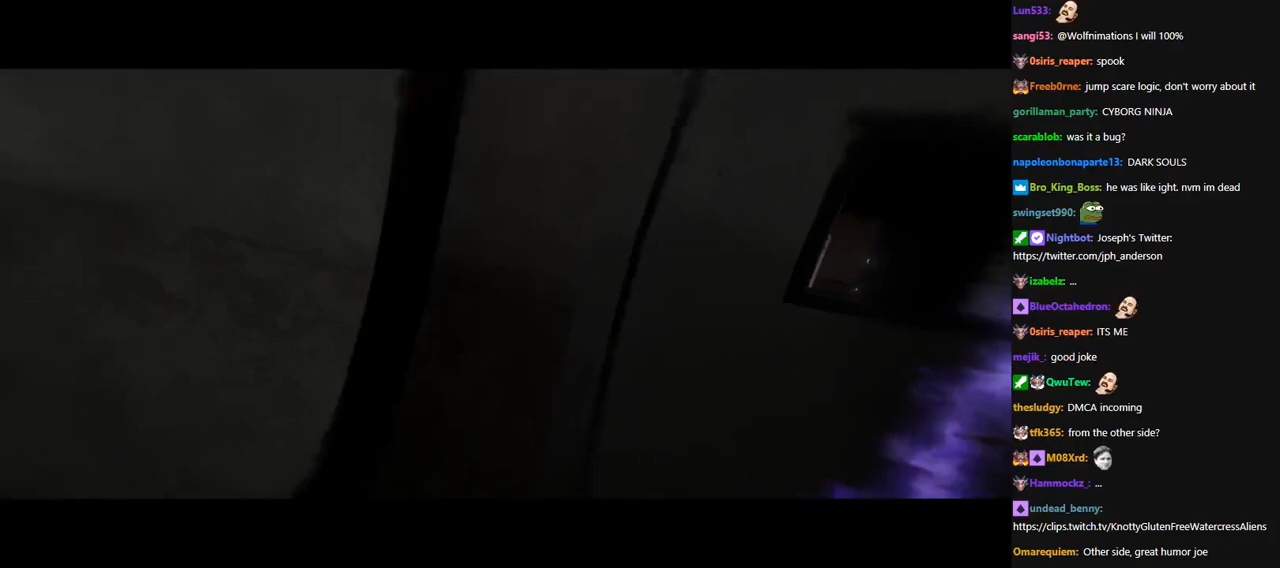 Lun533:
sangi53: @Wolfnimations I will 100%
0siris_reaper: spook
Freeb0rne: jump scare logic, don't worry about it
gorillaman_party: CYBORG NINJA
scarablob: was it a bug?
napoleonbonaparte13: DARK SOULS
Bro_King_Boss: he was like ight. nvm im dead
swingset990:
Nightbot: Joseph's Twitter:
https://twitter.com/jph_anderson
izabelz: ...
BlueOctahedron:
0siris_reaper: ITS ME
mejik_: good joke
QwuTew:
thesludgy: DMCA incoming
tfk365: from the other side?
M08Xrd:
Hammockz_: ...
undead_benny:
https://clips.twitch.tv/KnottyGlutenFreeWatercressAliens
Omarequiem: Other side, great humor joe